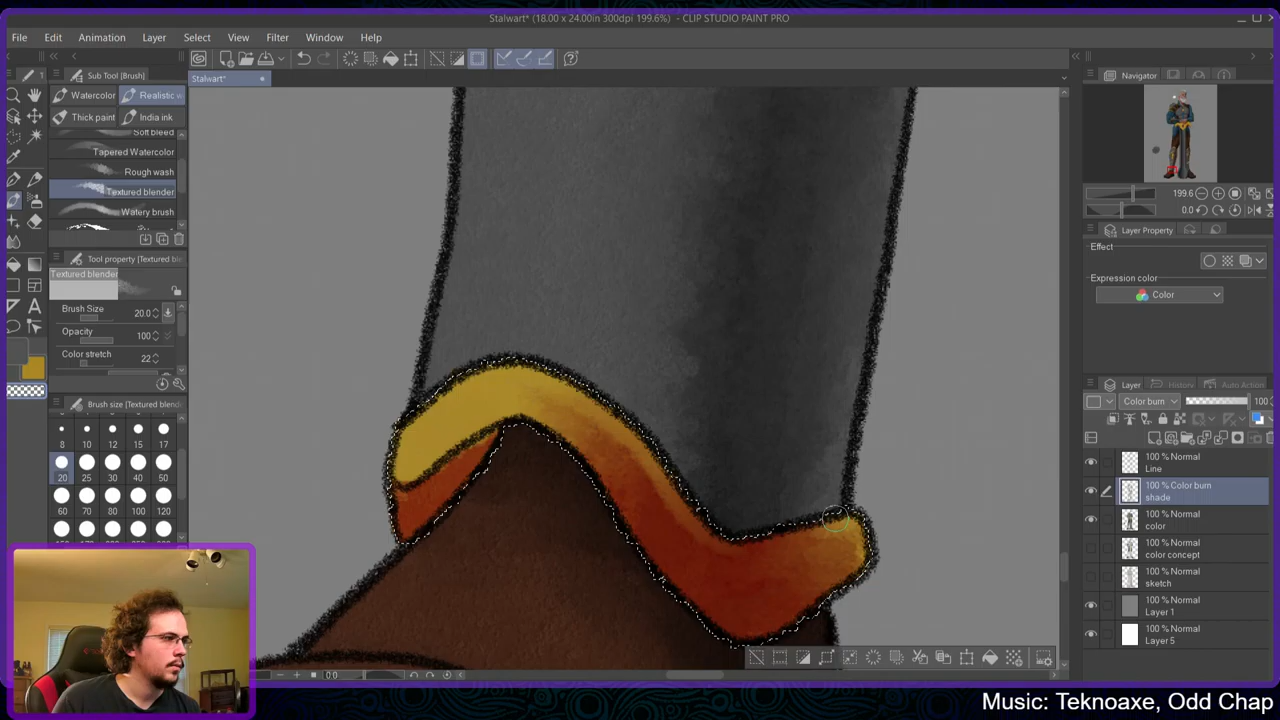 Stalwart* (18.00 x 24.00in 300dpi 199.6%) - CLIP STUDIO PAINT PRO
File Edit Animation Layer Select View Filter Window Help
Sub Tool [Brush]
Stalwart*
Navigator
Watercolor
Realistic w
Thick paint
India ink
Soft bleed
Tapered Watercolor
Rough wash
Textured blender
Watery brush
Tool property [Textured ble
Textured blender
Brush Size 20.0
Opacity 100
Color stretch 22
Brush size [Textured blend
8 10 12 15 17
20 25 30 40 50
60 70 80 100 120
199.6
0.0
Layer Property
Effect
Expression color
Color
Layer
History
Auto Action
Color burn
100
100 % Normal
Line
100 % Color burn
shade
100 % Normal
color
100 % Normal
color concept
100 % Normal
sketch
100 % Normal
Layer 1
100 % Normal
Layer 5
Music: Teknoaxe, Odd Chap